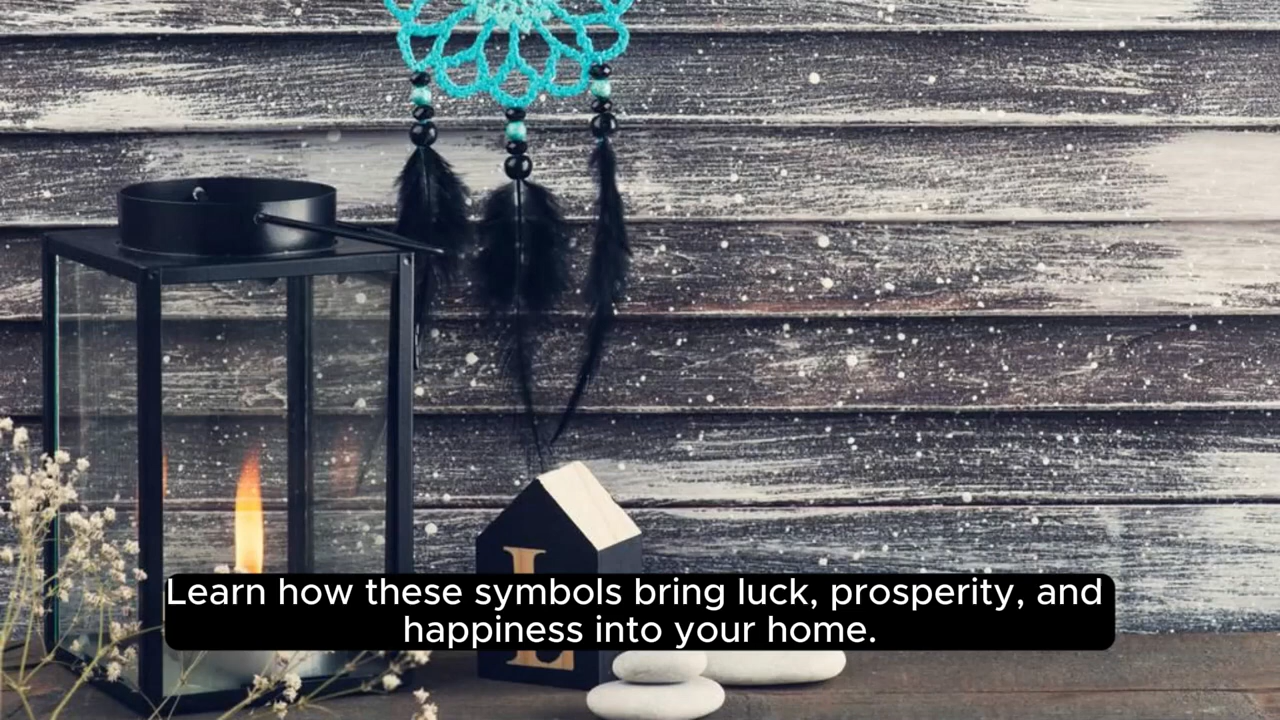 L
Learn how these symbols bring luck, prosperity, and
happiness into your home.